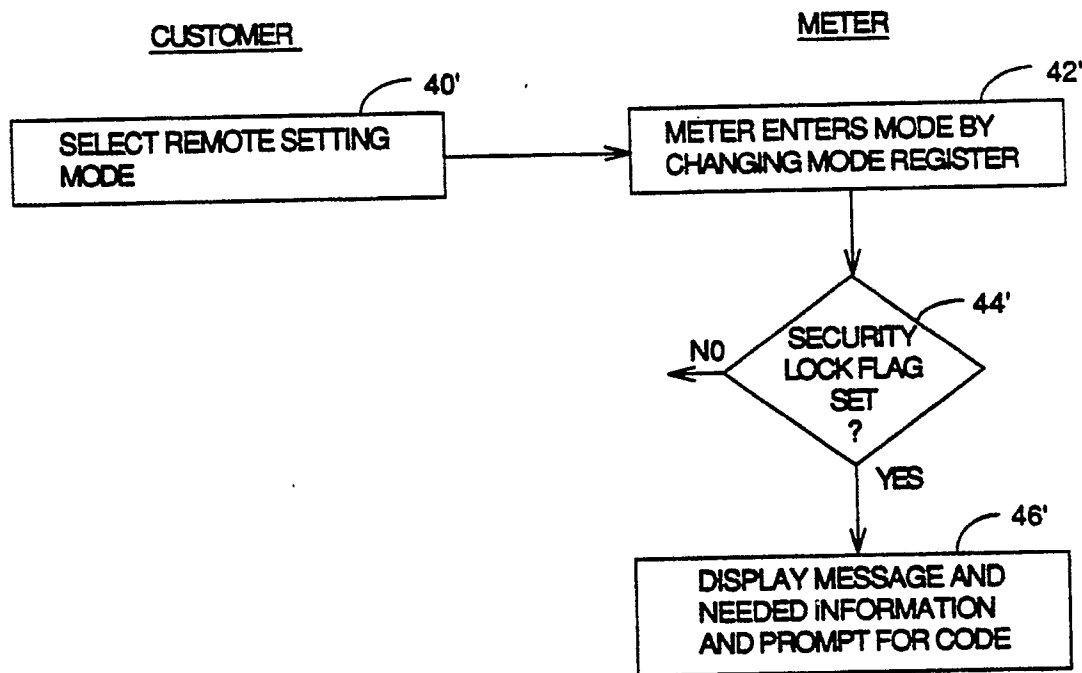 CUSTOMER
METER
40'
42'
SELECT REMOTE SETTING
MODE
METER ENTERS MODE BY
CHANGING MODE REGISTER
44'
SECURITY
LOCK FLAG
SET
?
NO
YES
46'
DISPLAY MESSAGE AND
NEEDED iNFORMATION
AND PROMPT FOR CODE